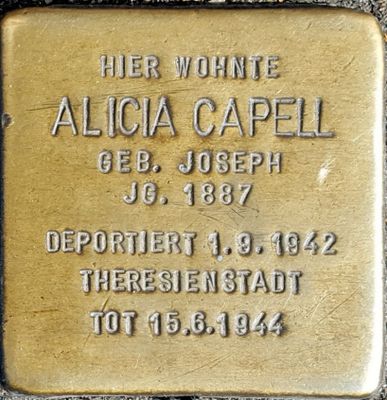 HIER WOHNTE
ALICIA CAPELL
GEB. JOSEPH
JG. 1887
DEPORTIERT 1.9.1942
THERESIENSTADT
TOT 15.6.1944